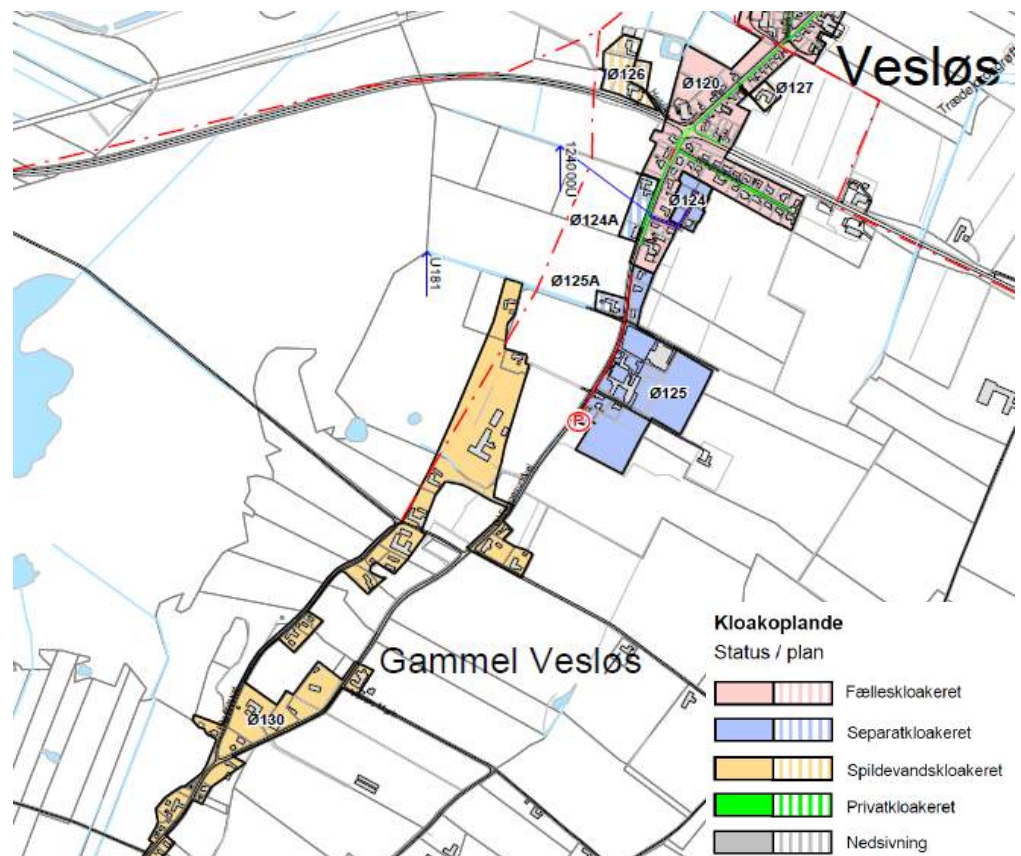 Vesløs
Ø126
Ø120
Ø127
124000U
Ø124
Ø124A
U181
Ø125A
Ø125
P
Gammel Vesløs
Ø130
Kloakoplande
Status / plan
Fælleskloakeret
Separatkloakeret
Spildevandskloakeret
Privatkloakeret
Nedsivning